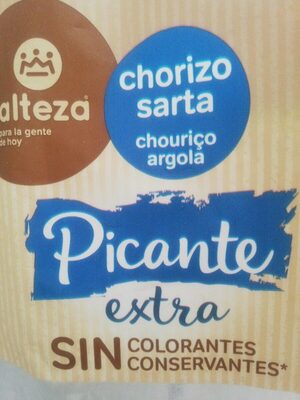 alteza
para la gente
de hoy
chorizo
sarta
chouriço
argola
Picante
extra
SIN COLORANTES
CONSERVANTES*